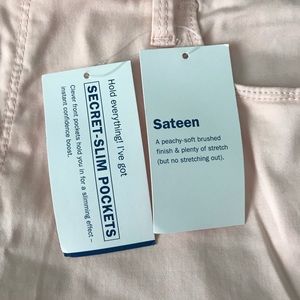 Hold everything! I've got
SECRET-SLIM POCKETS
Clever front pockets hold you in for a slimming effect –
instant confidence boost.
Sateen
A peachy-soft brushed
finish & plenty of stretch
(but no stretching out).